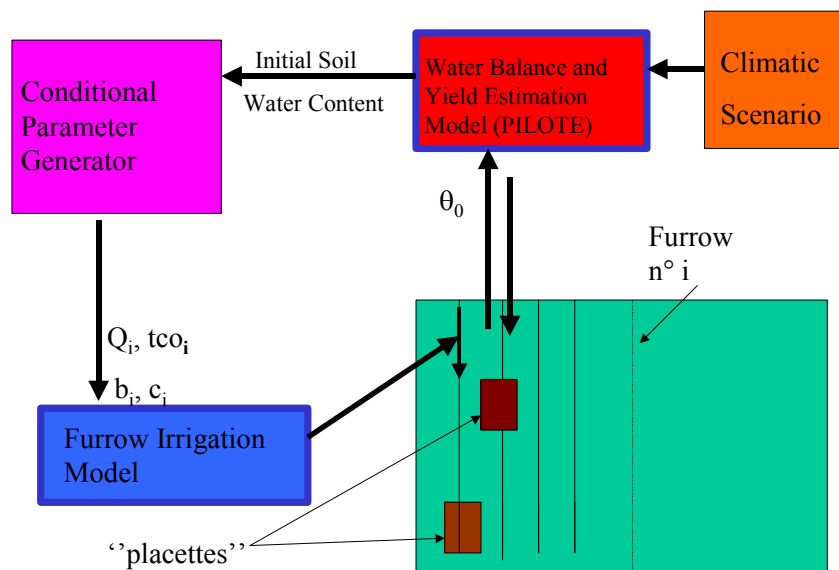 Conditional
Parameter
Generator
Initial Soil
Water Content
Water Balance and
Yield Estimation
Model (PILOTE)
Climatic
Scenario
θ₀
Furrow
n° i
Qᵢ, tcoᵢ
bᵢ, cᵢ
Furrow Irrigation
Model
‘’placettes’’